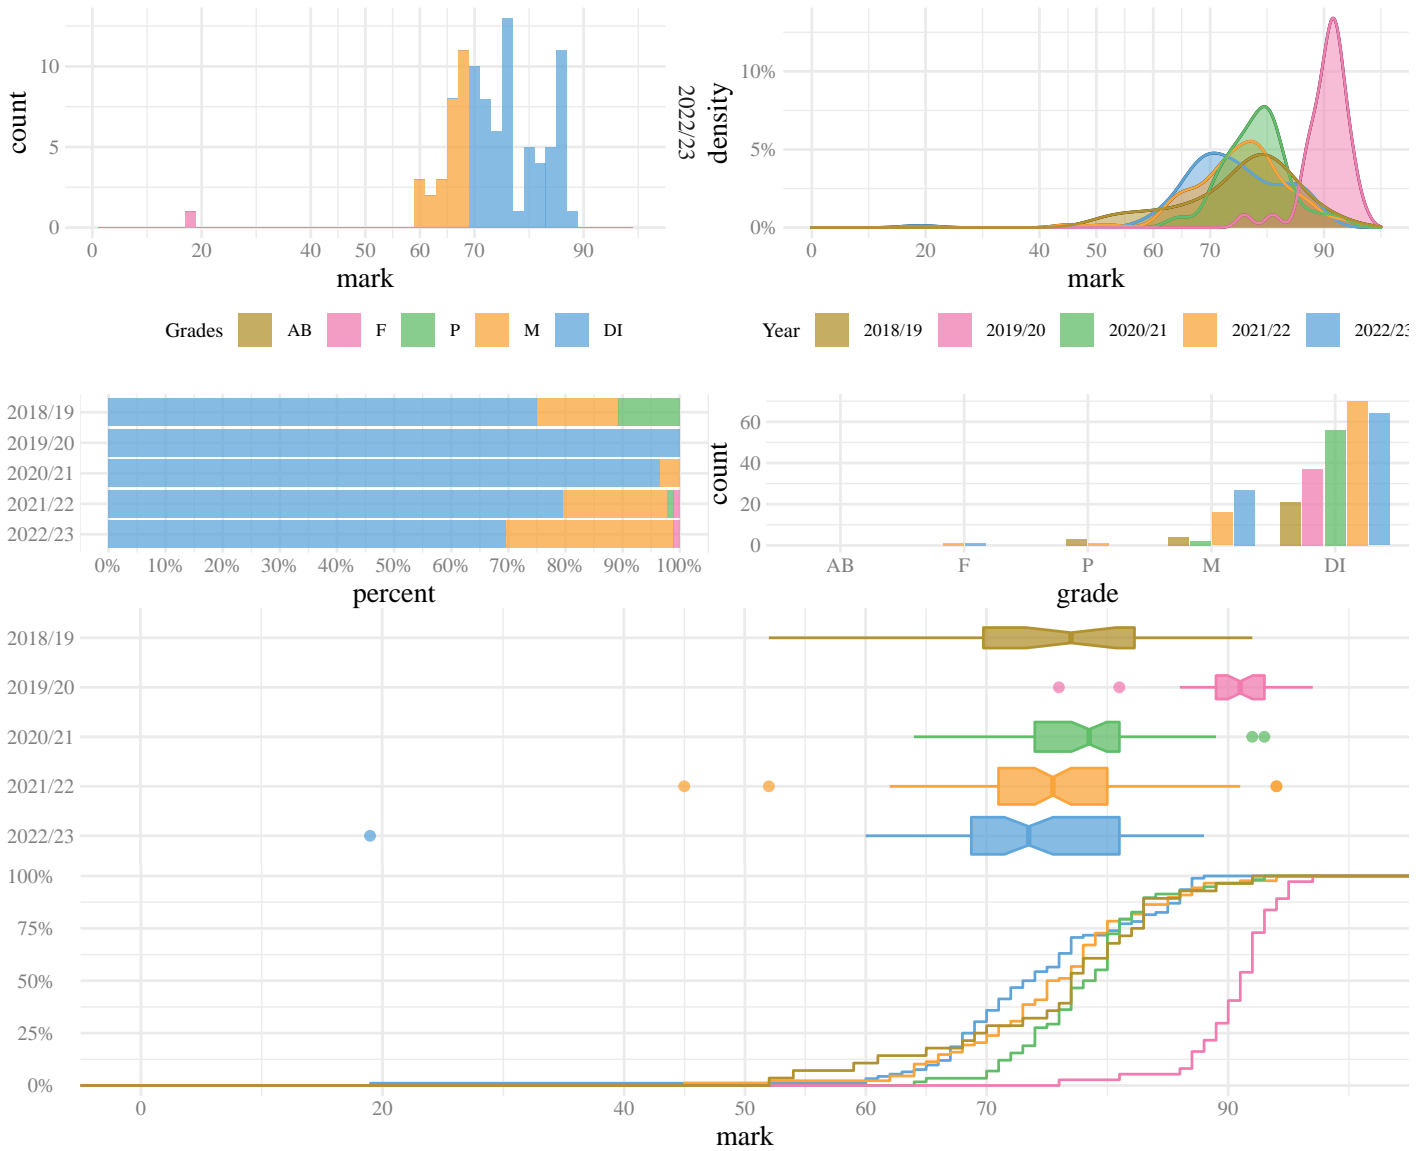 10
5
0
count
0 20 40 50 60 70 90
mark
2022/23
10%
5%
0%
density
0 20 40 50 60 70 90
mark
Grades AB F P M DI
Year 2018/19 2019/20 2020/21 2021/22 2022/23
2018/19
2019/20
2020/21
2021/22
2022/23
0% 10% 20% 30% 40% 50% 60% 70% 80% 90% 100%
percent
count
60
40
20
0
AB F P M DI
grade
2018/19
2019/20
2020/21
2021/22
2022/23
100%
75%
50%
25%
0%
0 20 40 50 60 70 90
mark